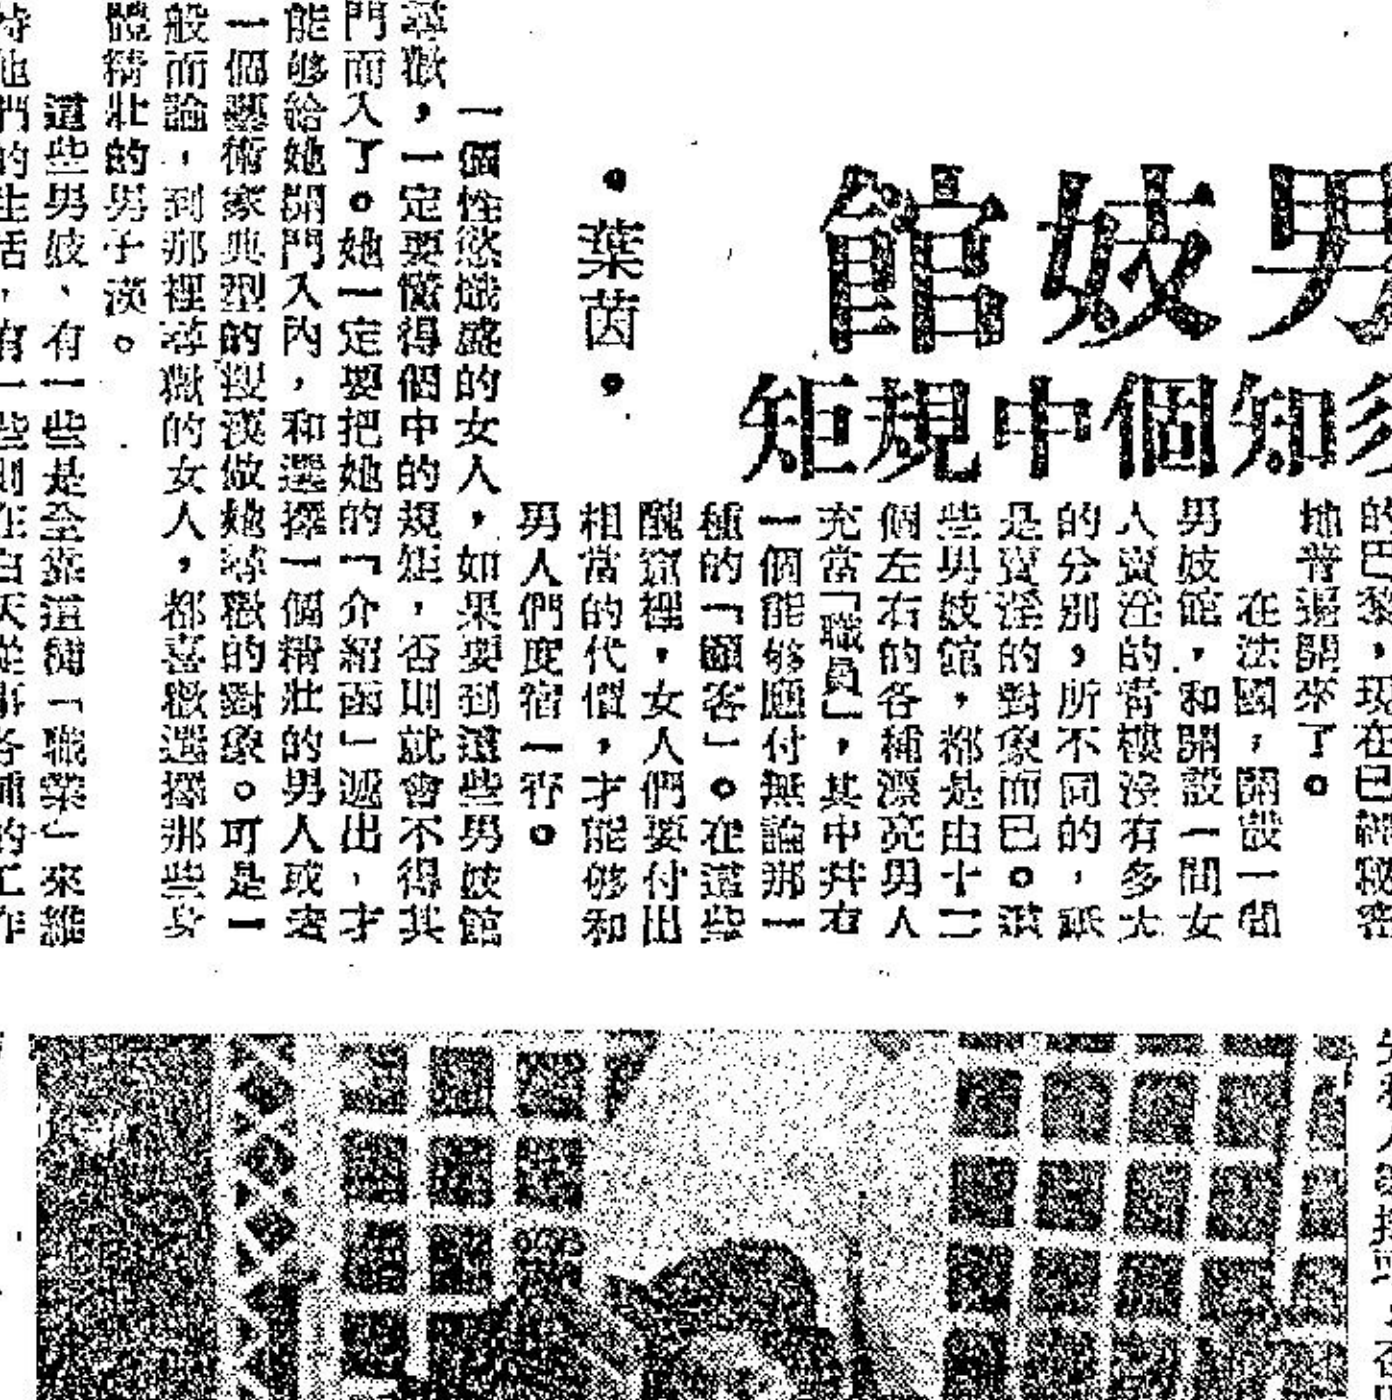 男妓館
知個中規矩
•葉茵•
的巴黎，現在已經秘密
地普遍開來了。
在法國，開設一間
男妓館，和開設一間女
人賣淫的青樓沒有多大
的分別，所不同的，祇
是賣淫的對象而已。這
些男妓館，都是由十二
個左右的各種漂亮男人
充當「職員」，其中幷有
一個能够應付無論那一
種的「顧客」。在這些
醜窟裡，女人們要付出
相當的代價，才能够和
男人們度宿一宵。
一個性慾熾盛的女人，如果要到這些男妓館
尋歡，一定要懂得個中的規矩，否則就會不得其
門而入了。她一定要把她的「介紹函」遞出，才
能够給她開門入內，和選擇一個精壯的男人或者
一個藝術家典型的捜漢做她尋歡的對象。可是一
般而論，到那裡尋歡的女人，都喜歡選擇那些身
體精壯的男子漢。
這些男妓、有一些是全靠這種「職業」來維
持他們的生活，有一些則在白天從事各種的工作